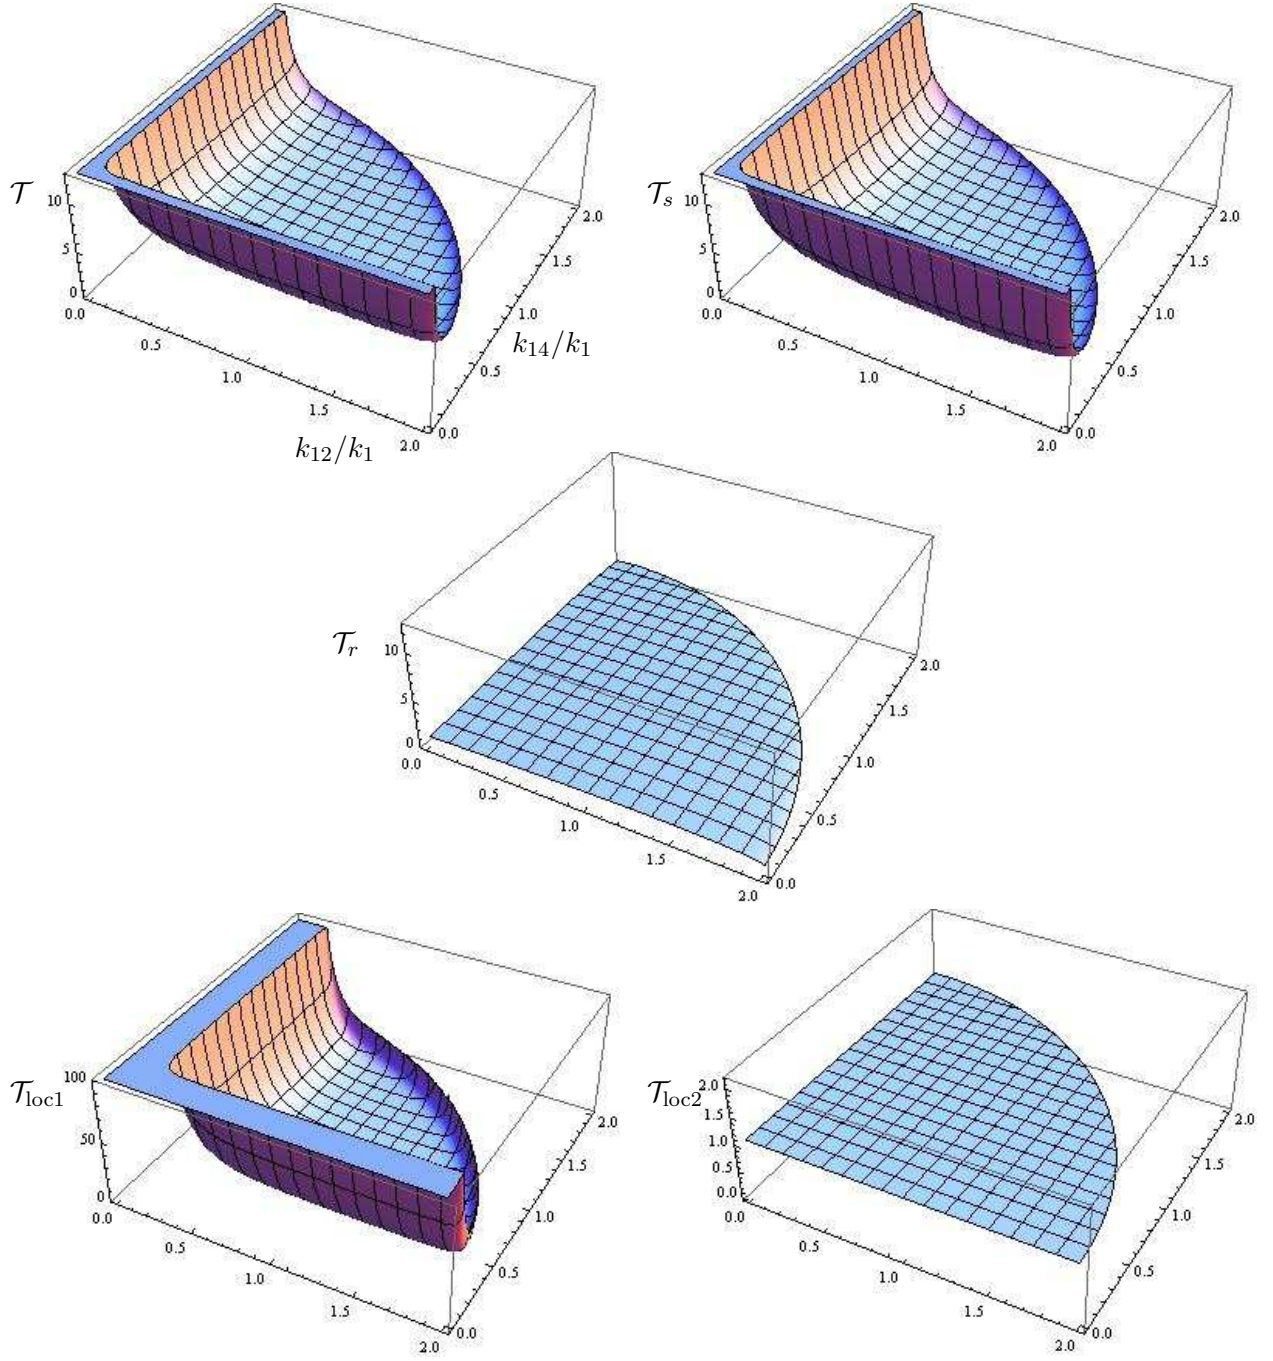 𝒯 10 5 0 0.0 0.5 1.0 1.5 2.0 0.0 0.5 1.0 1.5 2.0
k₁₄/k₁
k₁₂/k₁
𝒯ₛ 10 5 0 0.0 0.5 1.0 1.5 2.0 0.0 0.5 1.0 1.5 2.0
𝒯ᵣ 10 5 0 0.0 0.5 1.0 1.5 2.0 0.0 0.5 1.0 1.5 2.0
𝒯loc1 100 50 0 0.0 0.5 1.0 1.5 2.0 0.0 0.5 1.0 1.5 2.0
𝒯loc2 2.0 1.5 1.0 0.5 0.0 0.0 0.5 1.0 1.5 2.0 0.0 0.5 1.0 1.5 2.0